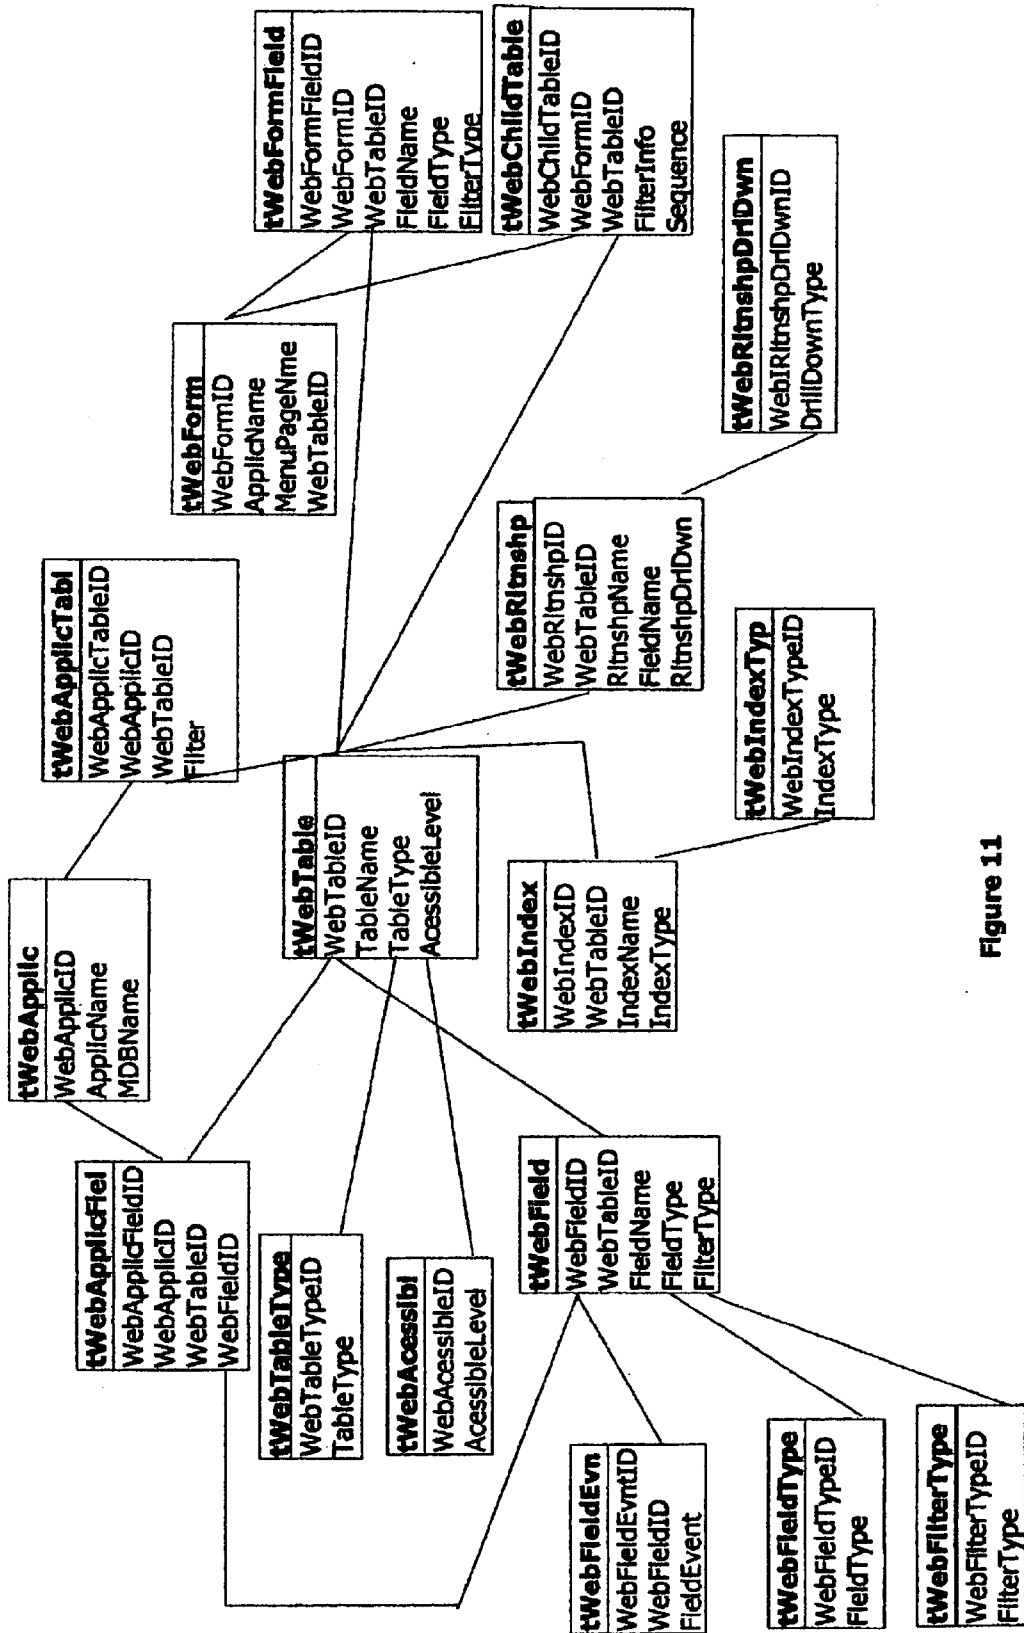 tWebApplicFiel
WebApplicFieldID
WebApplicID
WebTableID
WebFieldID
tWebApplic
WebApplicID
ApplicName
MDBName
tWebApplicTabl
WebApplicTableID
WebApplicID
WebTableID
Filter
tWebForm
WebFormID
ApplicName
MenuPageNme
WebTableID
tWebFormField
WebFormFieldID
WebFormID
WebTableID
FieldName
FieldType
FilterType
tWebTableType
WebTableTypeID
TableType
tWebTable
WebTableID
TableName
TableType
AcessibleLevel
tWebAcessibl
WebAcessibleID
AcessibleLevel
tWebChildTable
WebChildTableID
WebFormID
WebTableID
FilterInfo
Sequence
tWebField
WebFieldID
WebTableID
FieldName
FieldType
FilterType
tWebIndex
WebIndexID
WebTableID
IndexName
IndexType
tWebRltnshp
WebRltnshpID
WebTableID
RltnshpName
FieldName
RltnshpDrlDwn
tWebFieldEvn
WebFieldEvntID
WebFieldID
FieldEvent
tWebIndexTyp
WebIndexTypeID
IndexType
tWebRltnshpDrlDwn
WebIRltnshpDrlDwnID
DrillDownType
tWebFieldType
WebFieldTypeID
FieldType
tWebFilterType
WebFilterTypeID
FilterType
Figure 11